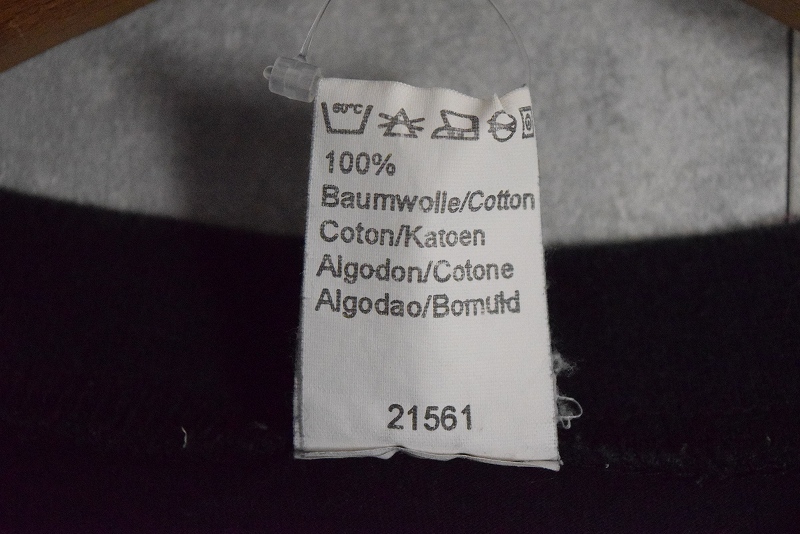 60°C
100%
Baumwolle/Cotton
Coton/Katoen
Algodon/Cotone
Algodao/Bomuld
21561